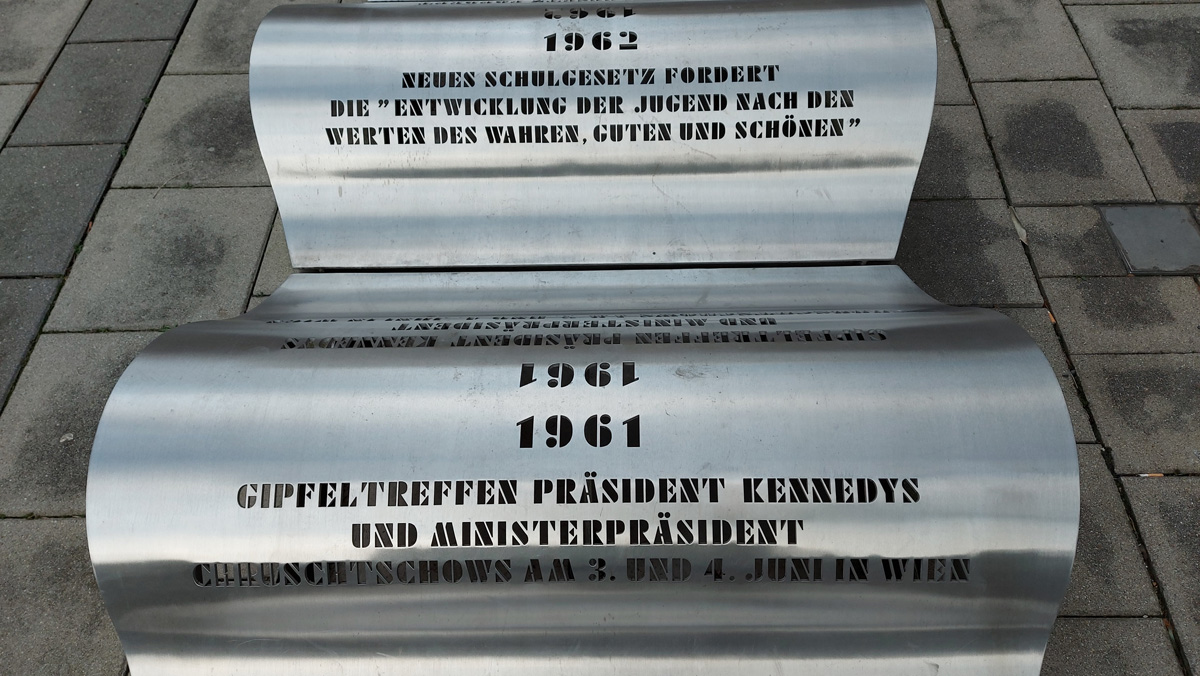 1962
NEUES SCHULGESETZ FORDERT
DIE "ENTWICKLUNG DER JUGEND NACH DEN
WERTEN DES WAHREN, GUTEN UND SCHÖNEN"
1961
GIPFELTREFFEN PRÄSIDENT KENNEDYS
UND MINISTERPRÄSIDENT
CHRUSCHTSCHOWS AM 3. UND 4. JUNI IN WIEN